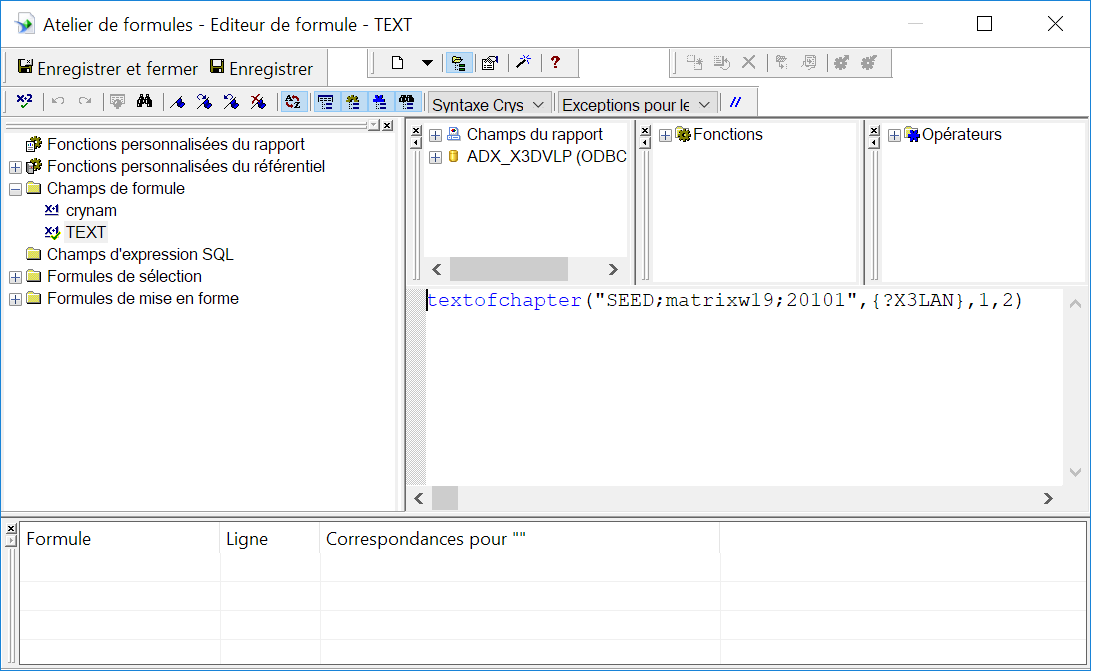 Atelier de formules - Editeur de formule - TEXT
Enregistrer et fermer Enregistrer
Syntaxe Crys Exceptions pour le
Fonctions personnalisées du rapport
Fonctions personnalisées du référentiel
Champs de formule
crynam
TEXT
Champs d'expression SQL
Formules de sélection
Formules de mise en forme
Champs du rapport
ADX_X3DVLP (ODBC
Fonctions
Opérateurs
textofchapter("SEED;matrixw19;20101",{?X3LAN},1,2)
Formule Ligne Correspondances pour ""